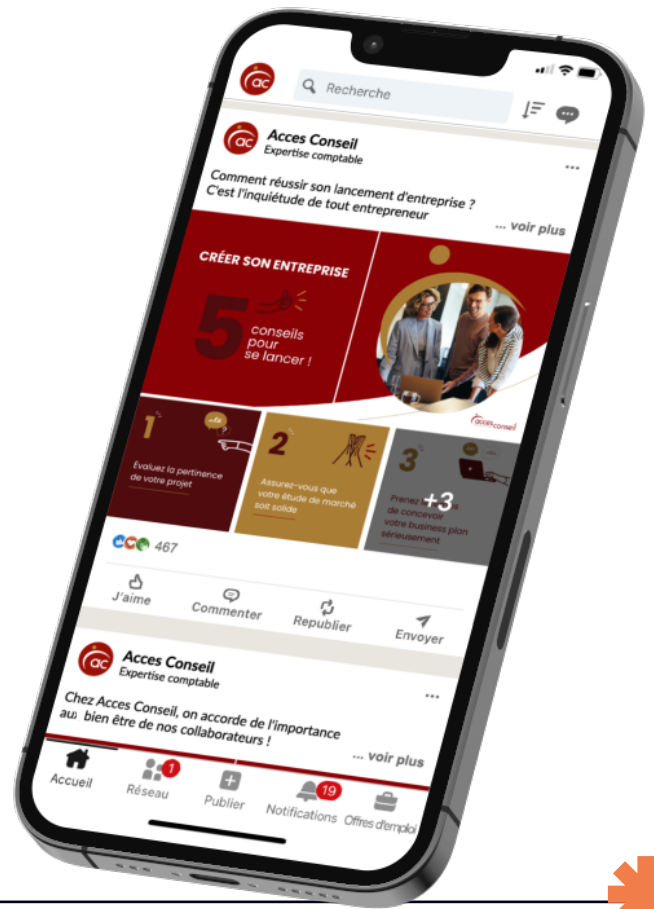 ac
Recherche
ac
Acces Conseil
Expertise comptable
...
Comment réussir son lancement d'entreprise ?
C'est l'inquiétude de tout entrepreneur
... voir plus
CRÉER SON ENTREPRISE
5
conseils
pour
se lancer !
accesconseil
1
Evaluez la pertinence
de votre projet
2
Assurez-vous que
votre étude de marché
soit solide
3
+3
de concevoir
votre business plan
sérieusement
467
J'aime
Commenter
Republier
Envoyer
ac
Acces Conseil
Expertise comptable
...
Chez Acces Conseil, on accorde de l'importance
au bien être de nos collaborateurs !
... voir plus
Accueil
1
Réseau
Publier
19
Notifications
Offres d'emploi